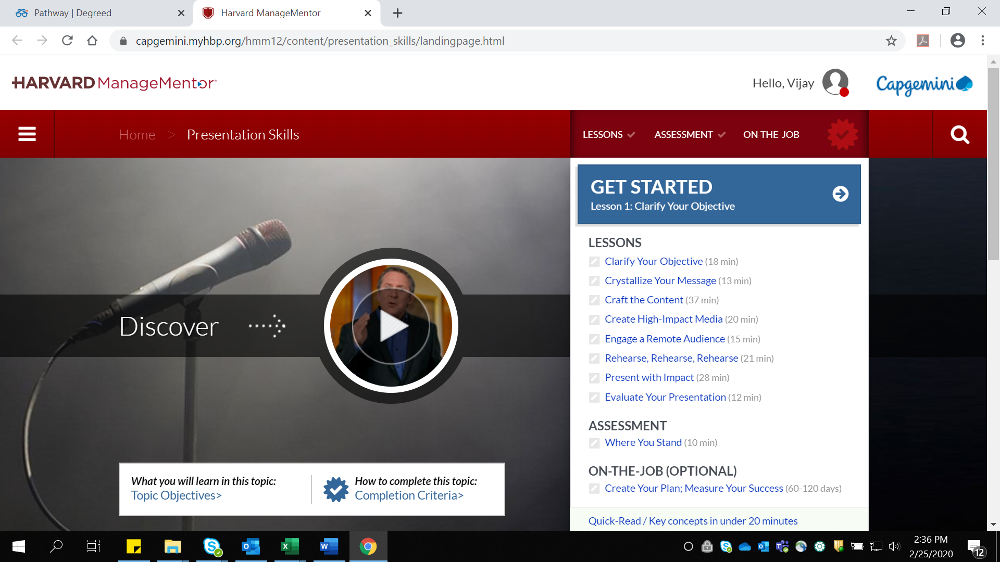 Pathway | Degreed
Harvard ManageMentor
capgemini.myhbp.org/hmm12/content/presentation_skills/landingpage.html
HARVARD ManageMentor®
Hello, Vijay
Capgemini
Home > Presentation Skills
LESSONS
ASSESSMENT
ON-THE-JOB
GET STARTED
Lesson 1: Clarify Your Objective
LESSONS
Clarify Your Objective (18 min)
Crystallize Your Message (13 min)
Craft the Content (37 min)
Create High-Impact Media (20 min)
Engage a Remote Audience (15 min)
Rehearse, Rehearse, Rehearse (21 min)
Present with Impact (28 min)
Evaluate Your Presentation (12 min)
ASSESSMENT
Where You Stand (10 min)
ON-THE-JOB (OPTIONAL)
Create Your Plan; Measure Your Success (60-120 days)
Quick-Read / Key concepts in under 20 minutes
Discover
What you will learn in this topic:
Topic Objectives>
How to complete this topic:
Completion Criteria>
2:36 PM
2/25/2020
12